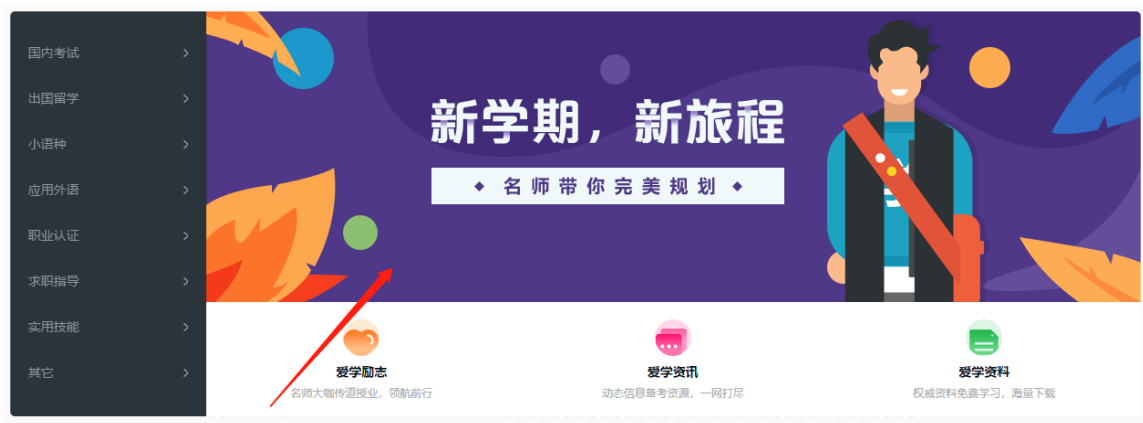 国内考试
出国留学
小语种
应用外语
职业认证
求职指导
实用技能
其它
新学期，新旅程
名师带你完美规划
爱学励志
名师大咖传道授业，领航前行
爱学资讯
动态信息备考资源，一网打尽
爱学资料
权威资料免费学习，海量下载